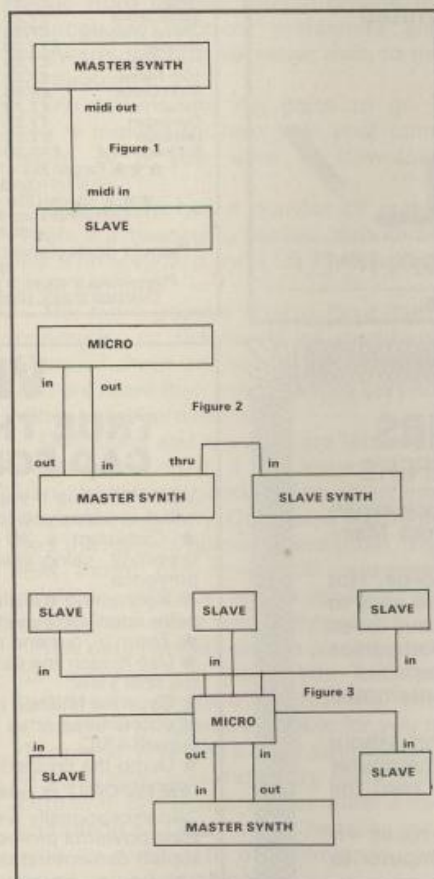 MASTER SYNTH
midi out
Figure 1
midi in
SLAVE
MICRO
in out
Figure 2
out in thru in
MASTER SYNTH SLAVE SYNTH
SLAVE SLAVE SLAVE
in in in
Figure 3
MICRO
in out in in
SLAVE in out SLAVE
MASTER SYNTH